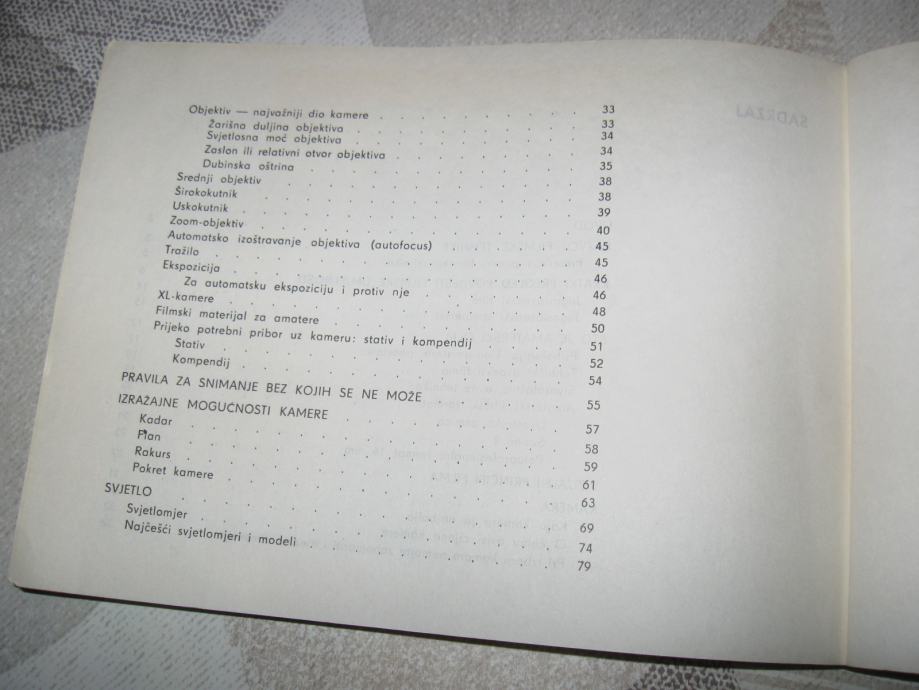 Objektiv — najvažniji dio kamere . . . . . . . . . 33
Žarišna duljina objektiva . . . . . . . . . 33
Svjetlosna moć objektiva . . . . . . . . . 34
Zaslon ili relativni otvor objektiva . . . . . . . . 34
Dubinska oštrina . . . . . . . . . . . 35
Srednji objektiv . . . . . . . . . . . 38
Širokokutnik . . . . . . . . . . . . 38
Uskokutnik . . . . . . . . . . . . 39
Zoom-objektiv . . . . . . . . . . . . 40
Automatsko izoštravanje objektiva (autofocus) . . . . . . 45
Tražilo . . . . . . . . . . . . . 45
Ekspozicija . . . . . . . . . . . . 46
Za automatsku ekspoziciju i protiv nje . . . . . . 46
XL-kamere . . . . . . . . . . . . 48
Filmski materijal za amatere . . . . . . . . . 50
Prijeko potrebni pribor uz kameru: stativ i kompendij . . . . 51
Stativ . . . . . . . . . . . . . 52
Kompendij . . . . . . . . . . . . 54
PRAVILA ZA SNIMANJE BEZ KOJIH SE NE MOŽE . . . . . 55
IZRAŽAJNE MOGUĆNOSTI KAMERE . . . . . . . . 57
Kadar . . . . . . . . . . . . . 58
Plan . . . . . . . . . . . . . 59
Rakurs . . . . . . . . . . . . . 61
Pokret kamere . . . . . . . . . . . . 63
SVJETLO . . . . . . . . . . . . . 69
Svjetlomjer . . . . . . . . . . . . 74
Najčešći svjetlomjeri i modeli . . . . . . . . . 79